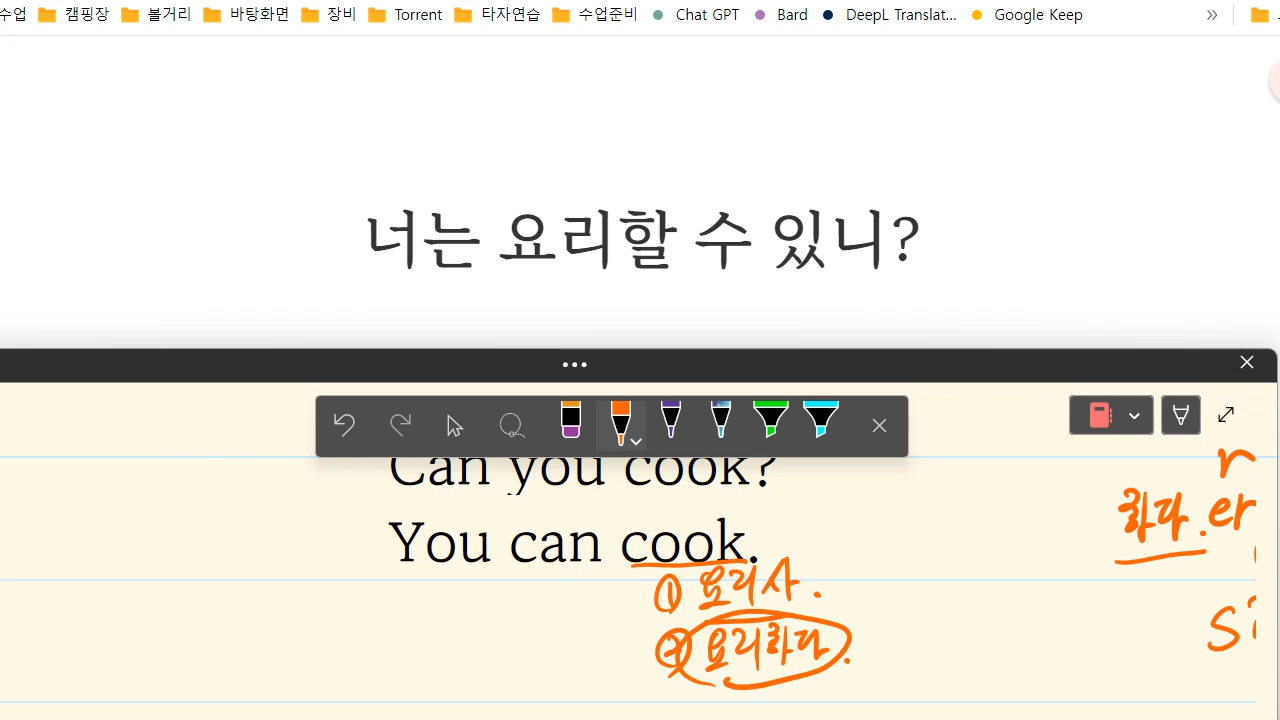 수업 캠핑장 볼거리 바탕화면 장비 Torrent 타자연습 수업준비 Chat GPT Bard DeepL Translat... Google Keep
너는 요리할 수 있니?
Can you cook?
You can cook.
① 요리사.
② 요리하다.
r
하다. er